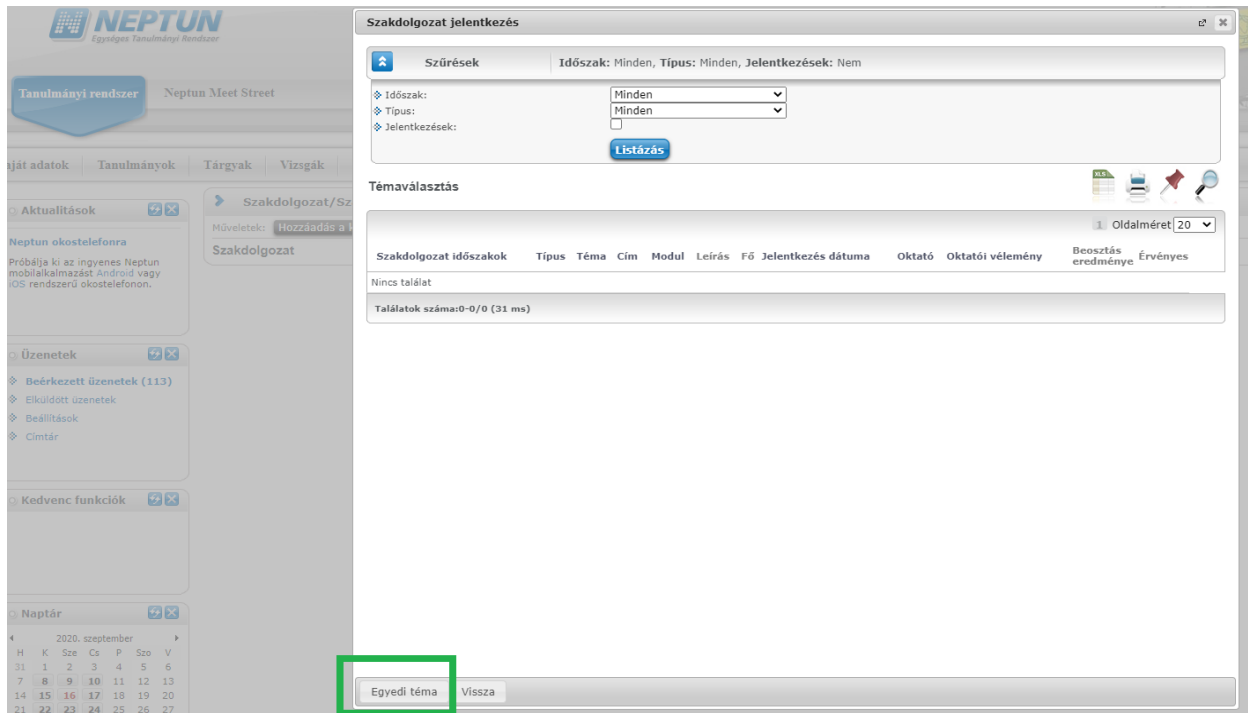 NEPTUN
Egységes Tanulmányi Rendszer
Tanulmányi rendszer
Neptun Meet Street
aját adatok Tanulmányok Tárgyak Vizsgák
Aktualitások
Neptun okostelefonra
Próbálja ki az ingyenes Neptun
mobilalkalmazást Android vagy
iOS rendszerű okostelefonon.
Üzenetek
Beérkezett üzenetek (113)
Elküldött üzenetek
Beállítások
Címtár
Kedvenc funkciók
Naptár
2020. szeptember
H K Sze Cs P Szo V
31 1 2 3 4 5 6
7 8 9 10 11 12 13
14 15 16 17 18 19 20
21 22 23 24 25 26 27
Szakdolgozat/Sz
Műveletek: Hozzáadás a k
Szakdolgozat
Szakdolgozat jelentkezés
Szűrések Időszak: Minden, Típus: Minden, Jelentkezések: Nem
Időszak: Minden
Típus: Minden
Jelentkezések:
Listázás
Témaválasztás
XLS
1 Oldalméret 20
Szakdolgozat időszakok Típus Téma Cím Modul Leírás Fő Jelentkezés dátuma Oktató Oktatói vélemény Beosztás eredménye Érvényes
Nincs találat
Találatok száma:0-0/0 (31 ms)
Egyedi téma Vissza